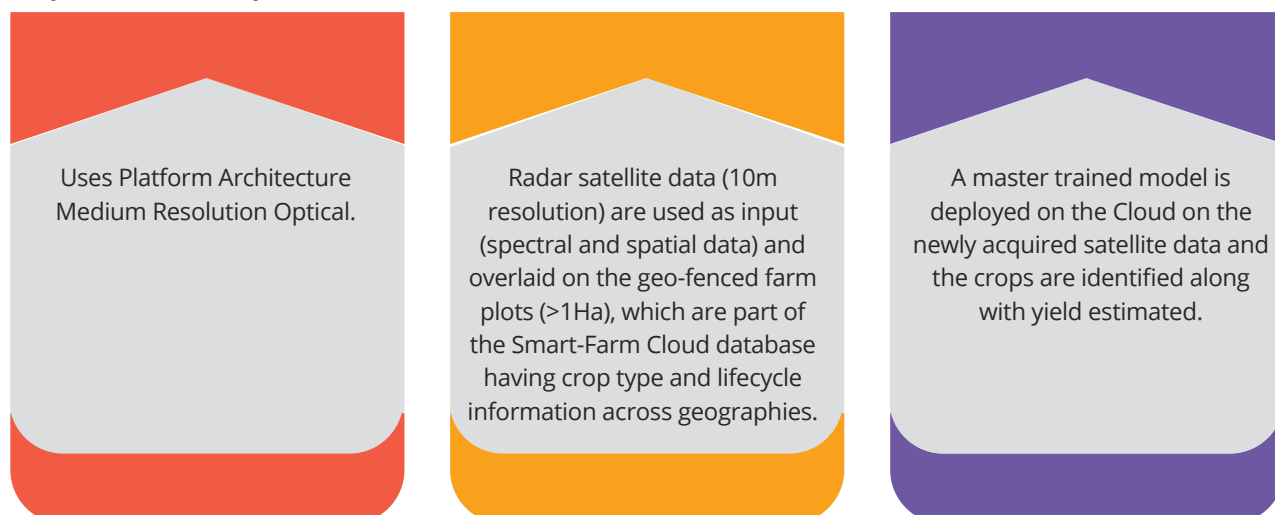 Uses Platform Architecture
Medium Resolution Optical.
Radar satellite data (10m
resolution) are used as input
(spectral and spatial data) and
overlaid on the geo-fenced farm
plots (>1Ha), which are part of
the Smart-Farm Cloud database
having crop type and lifecycle
information across geographies.
A master trained model is
deployed on the Cloud on the
newly acquired satellite data and
the crops are identified along
with yield estimated.